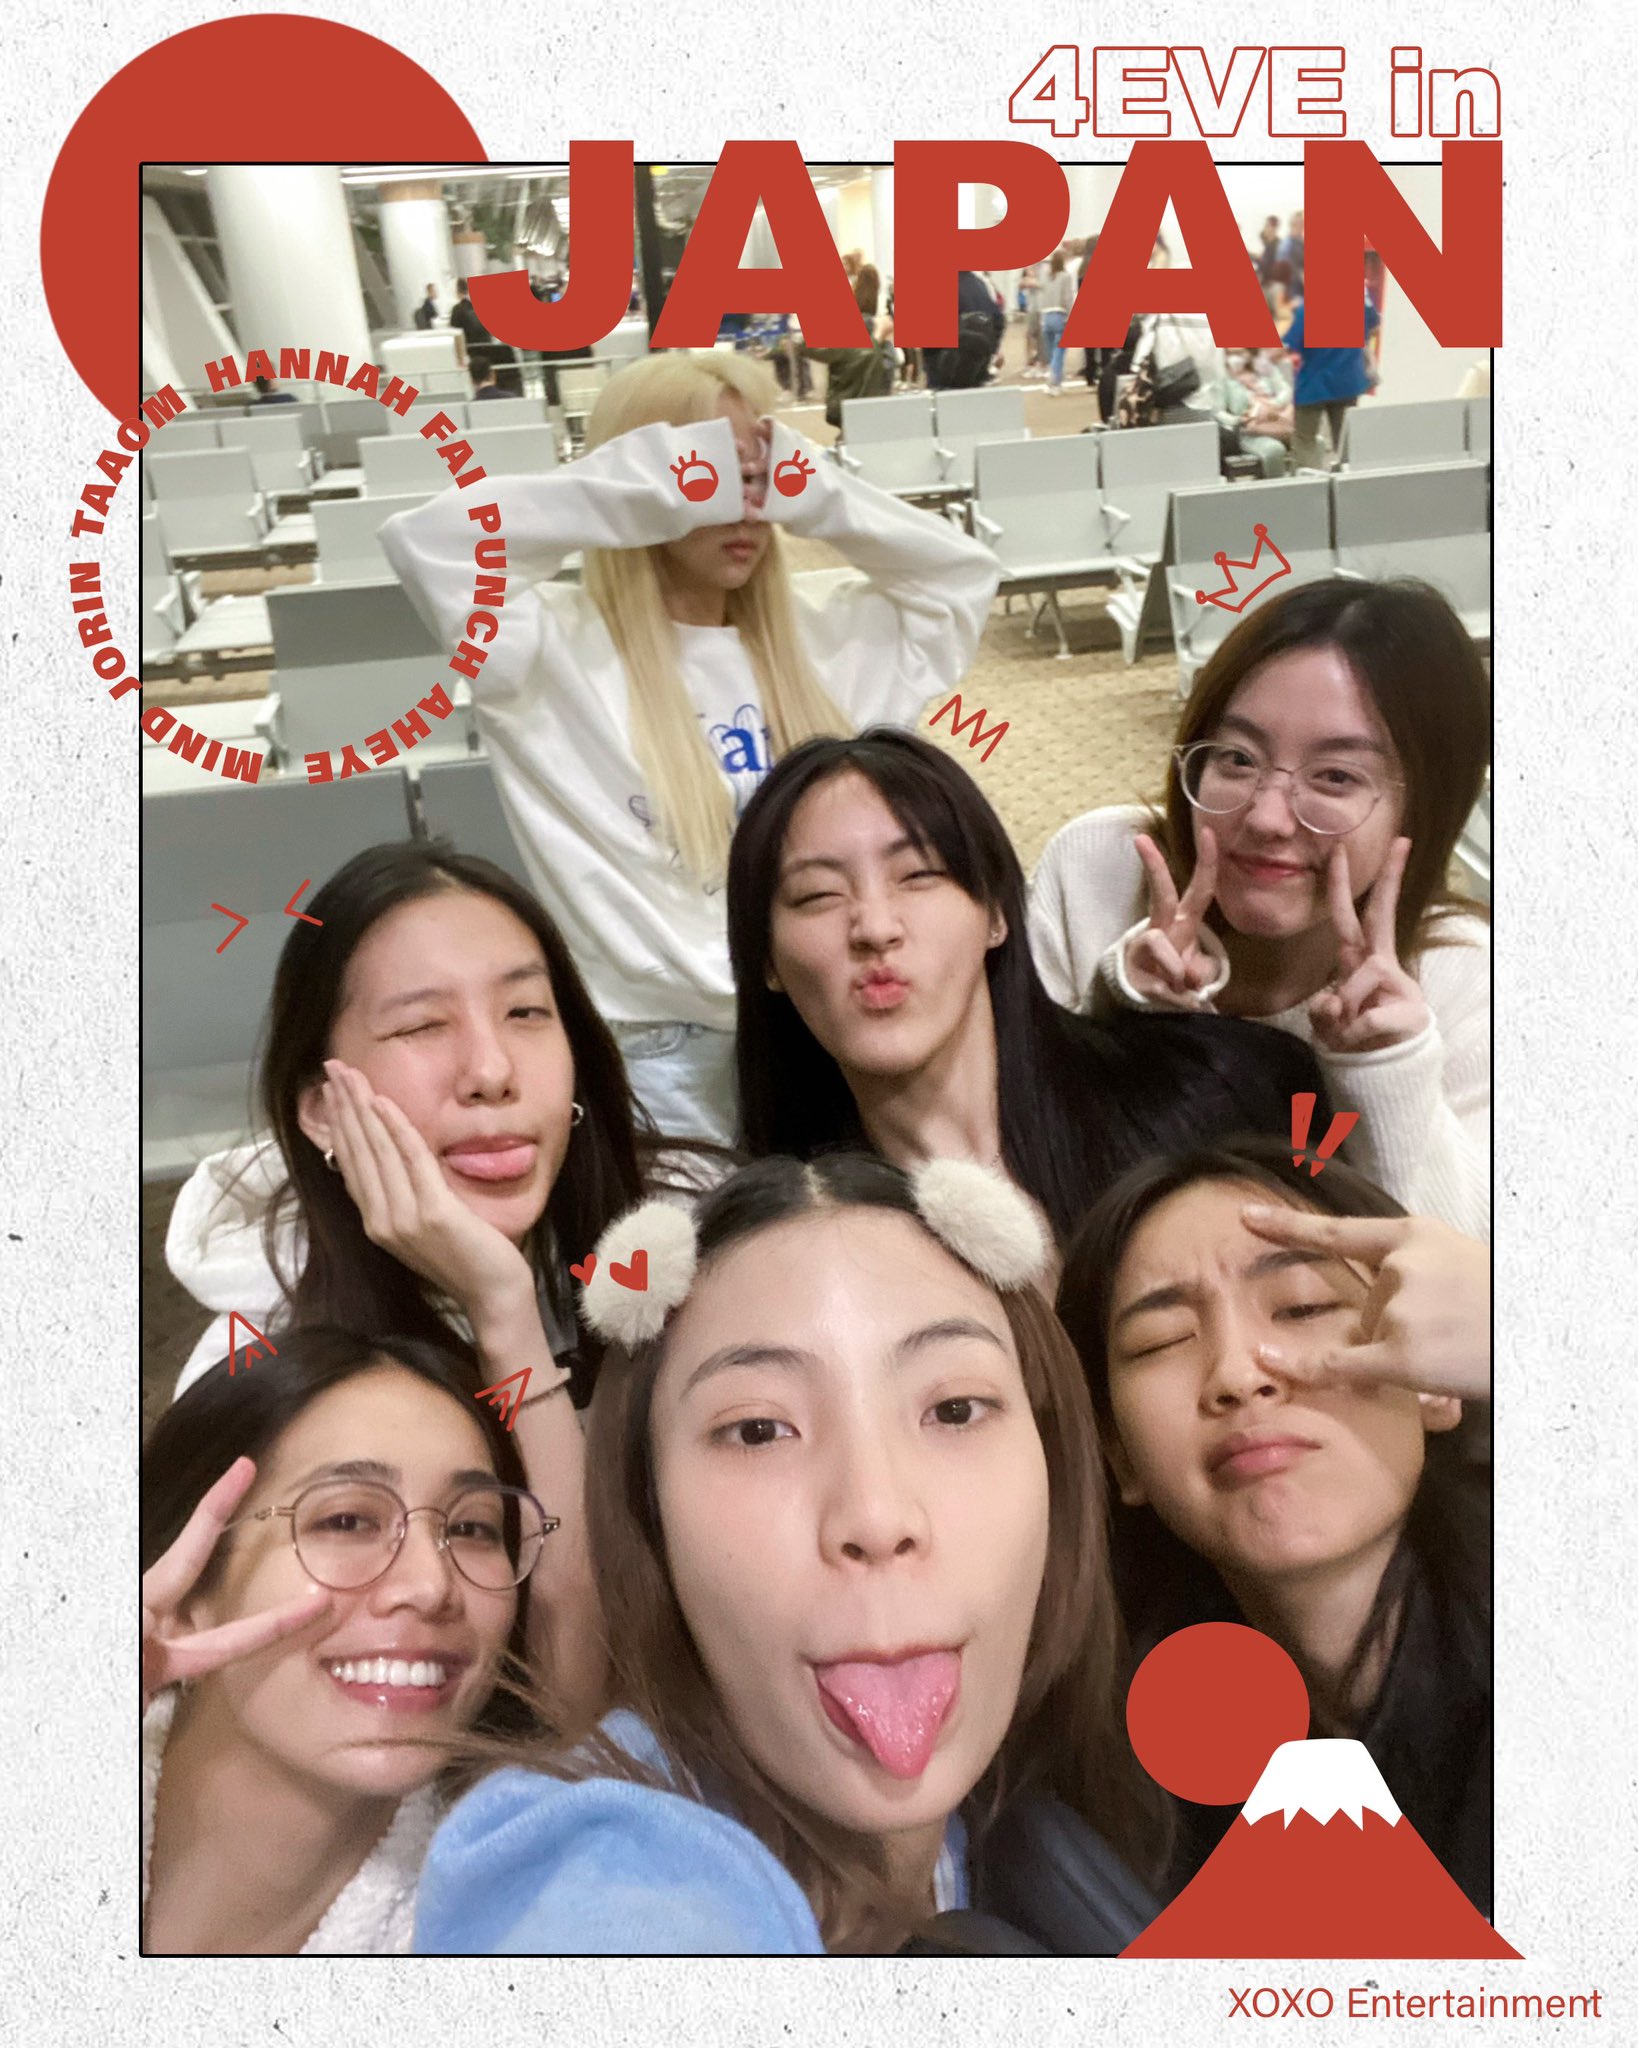 4EVE in
JAPAN
HANNAH FAI PUNCH AHEYE MIND JORIN TAAOM
XOXO Entertainment